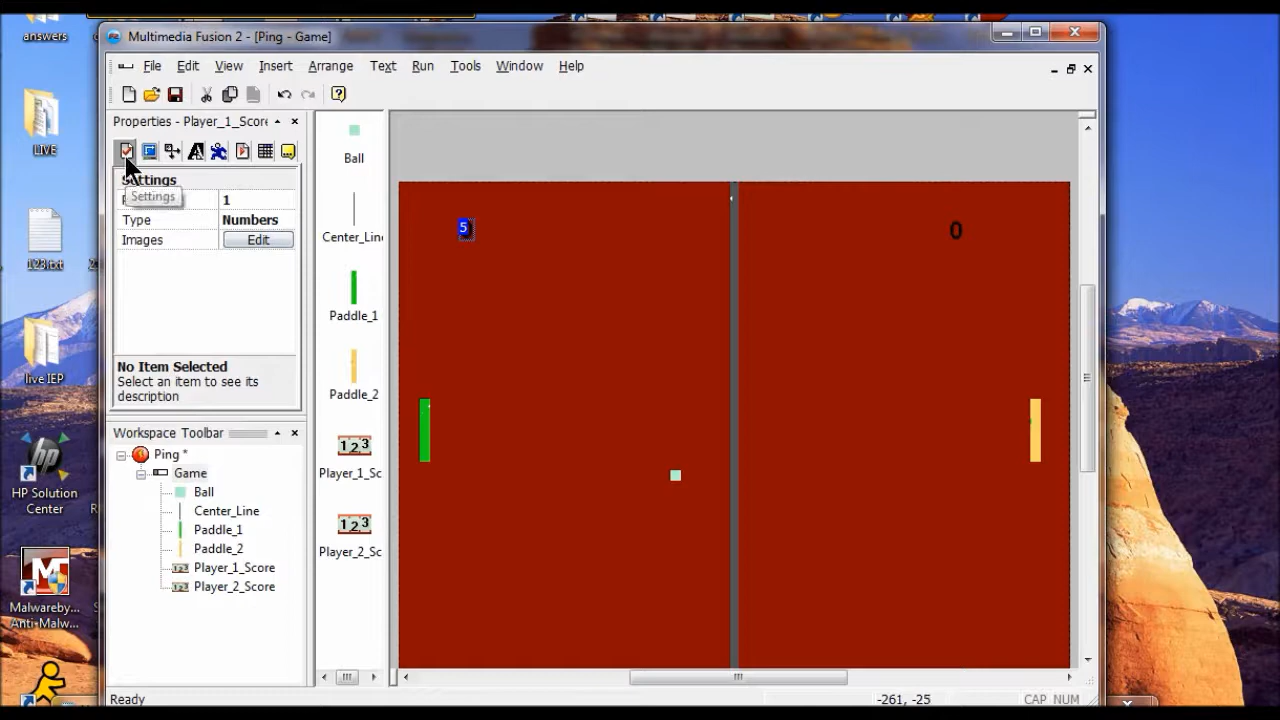 answers
LIVE
123.txt
live IEP
HP Solution
Center
Malwareby...
Anti-Malw...
Multimedia Fusion 2 - [Ping - Game]
File Edit View Insert Arrange Text Run Tools Window Help
Properties - Player_1_Score
Settings
Settings
1
Type Numbers
Images Edit
No Item Selected
Select an item to see its
description
Workspace Toolbar
Ping *
Game
Ball
Center_Line
Paddle_1
Paddle_2
Player_1_Score
Player_2_Score
Ball
Center_Line
Paddle_1
Paddle_2
123
Player_1_Sc
123
Player_2_Sc
5
0
Ready
-261, -25
CAP NUM